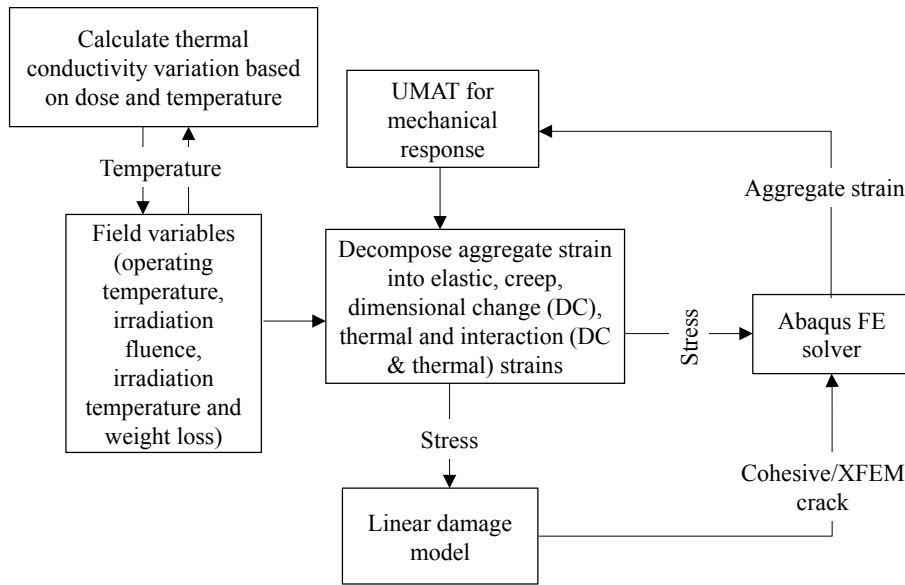 Calculate thermal
conductivity variation based
on dose and temperature
Temperature
Field variables
(operating
temperature,
irradiation
fluence,
irradiation
temperature and
weight loss)
UMAT for
mechanical
response
Decompose aggregate strain
into elastic, creep,
dimensional change (DC),
thermal and interaction (DC
& thermal) strains
Stress
Linear damage
model
Stress
Aggregate strain
Abaqus FE
solver
Cohesive/XFEM
crack